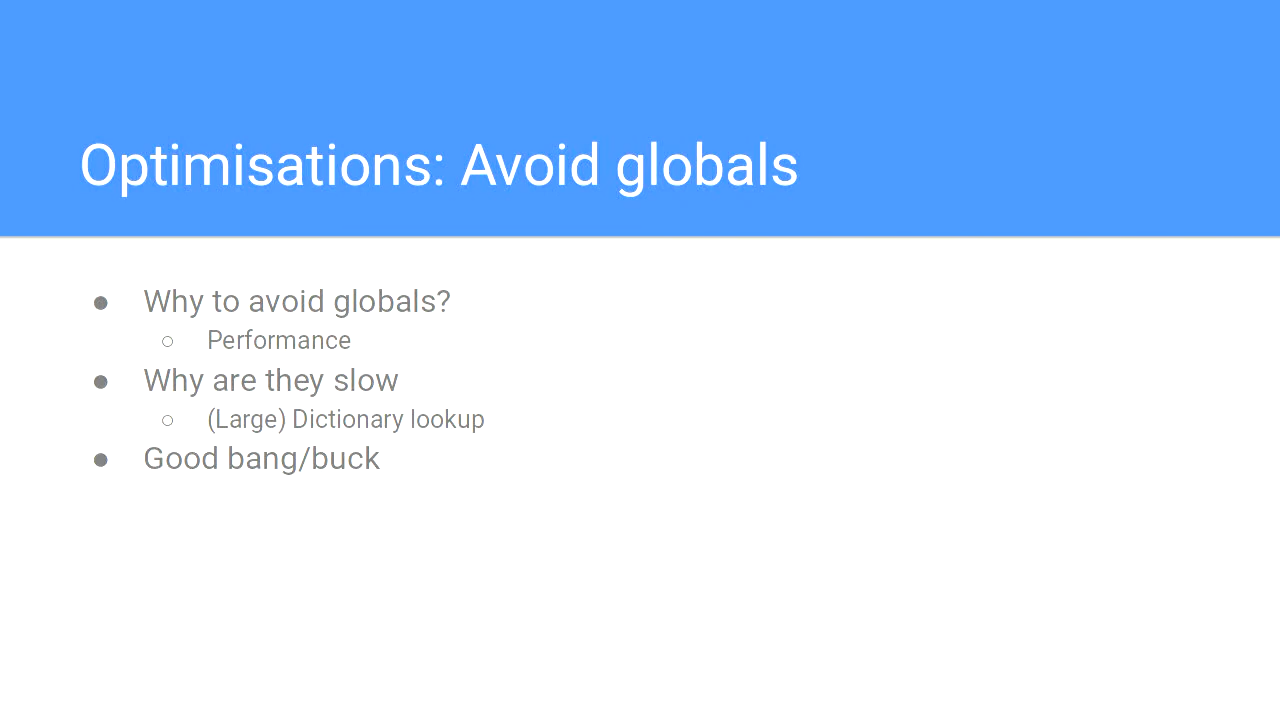 Optimisations: Avoid globals
● Why to avoid globals?
○ Performance
● Why are they slow
○ (Large) Dictionary lookup
● Good bang/buck